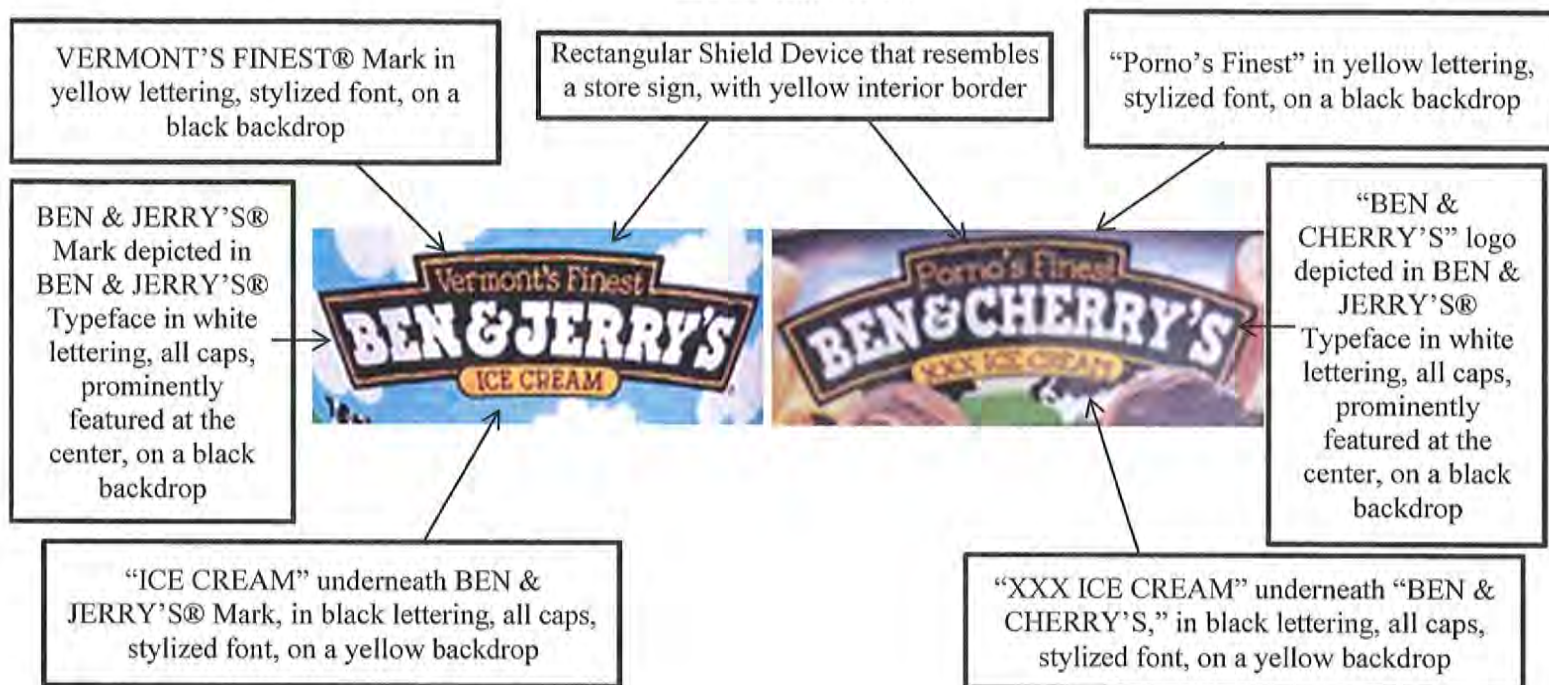 VERMONT'S FINEST® Mark in
yellow lettering, stylized font, on a
black backdrop
Rectangular Shield Device that resembles
a store sign, with yellow interior border
“Porno's Finest” in yellow lettering,
stylized font, on a black backdrop
BEN & JERRY'S®
Mark depicted in
BEN & JERRY'S®
Typeface in white
lettering, all caps,
prominently
featured at the
center, on a black
backdrop
Vermont's Finest
BEN & JERRY'S
ICE CREAM
Porno's Finest
BEN & CHERRY'S
XXX ICE CREAM
“BEN &
CHERRY'S” logo
depicted in BEN &
JERRY'S®
Typeface in white
lettering, all caps,
prominently
featured at the
center, on a black
backdrop
“ICE CREAM” underneath BEN &
JERRY'S® Mark, in black lettering, all caps,
stylized font, on a yellow backdrop
“XXX ICE CREAM” underneath “BEN &
CHERRY'S,” in black lettering, all caps,
stylized font, on a yellow backdrop